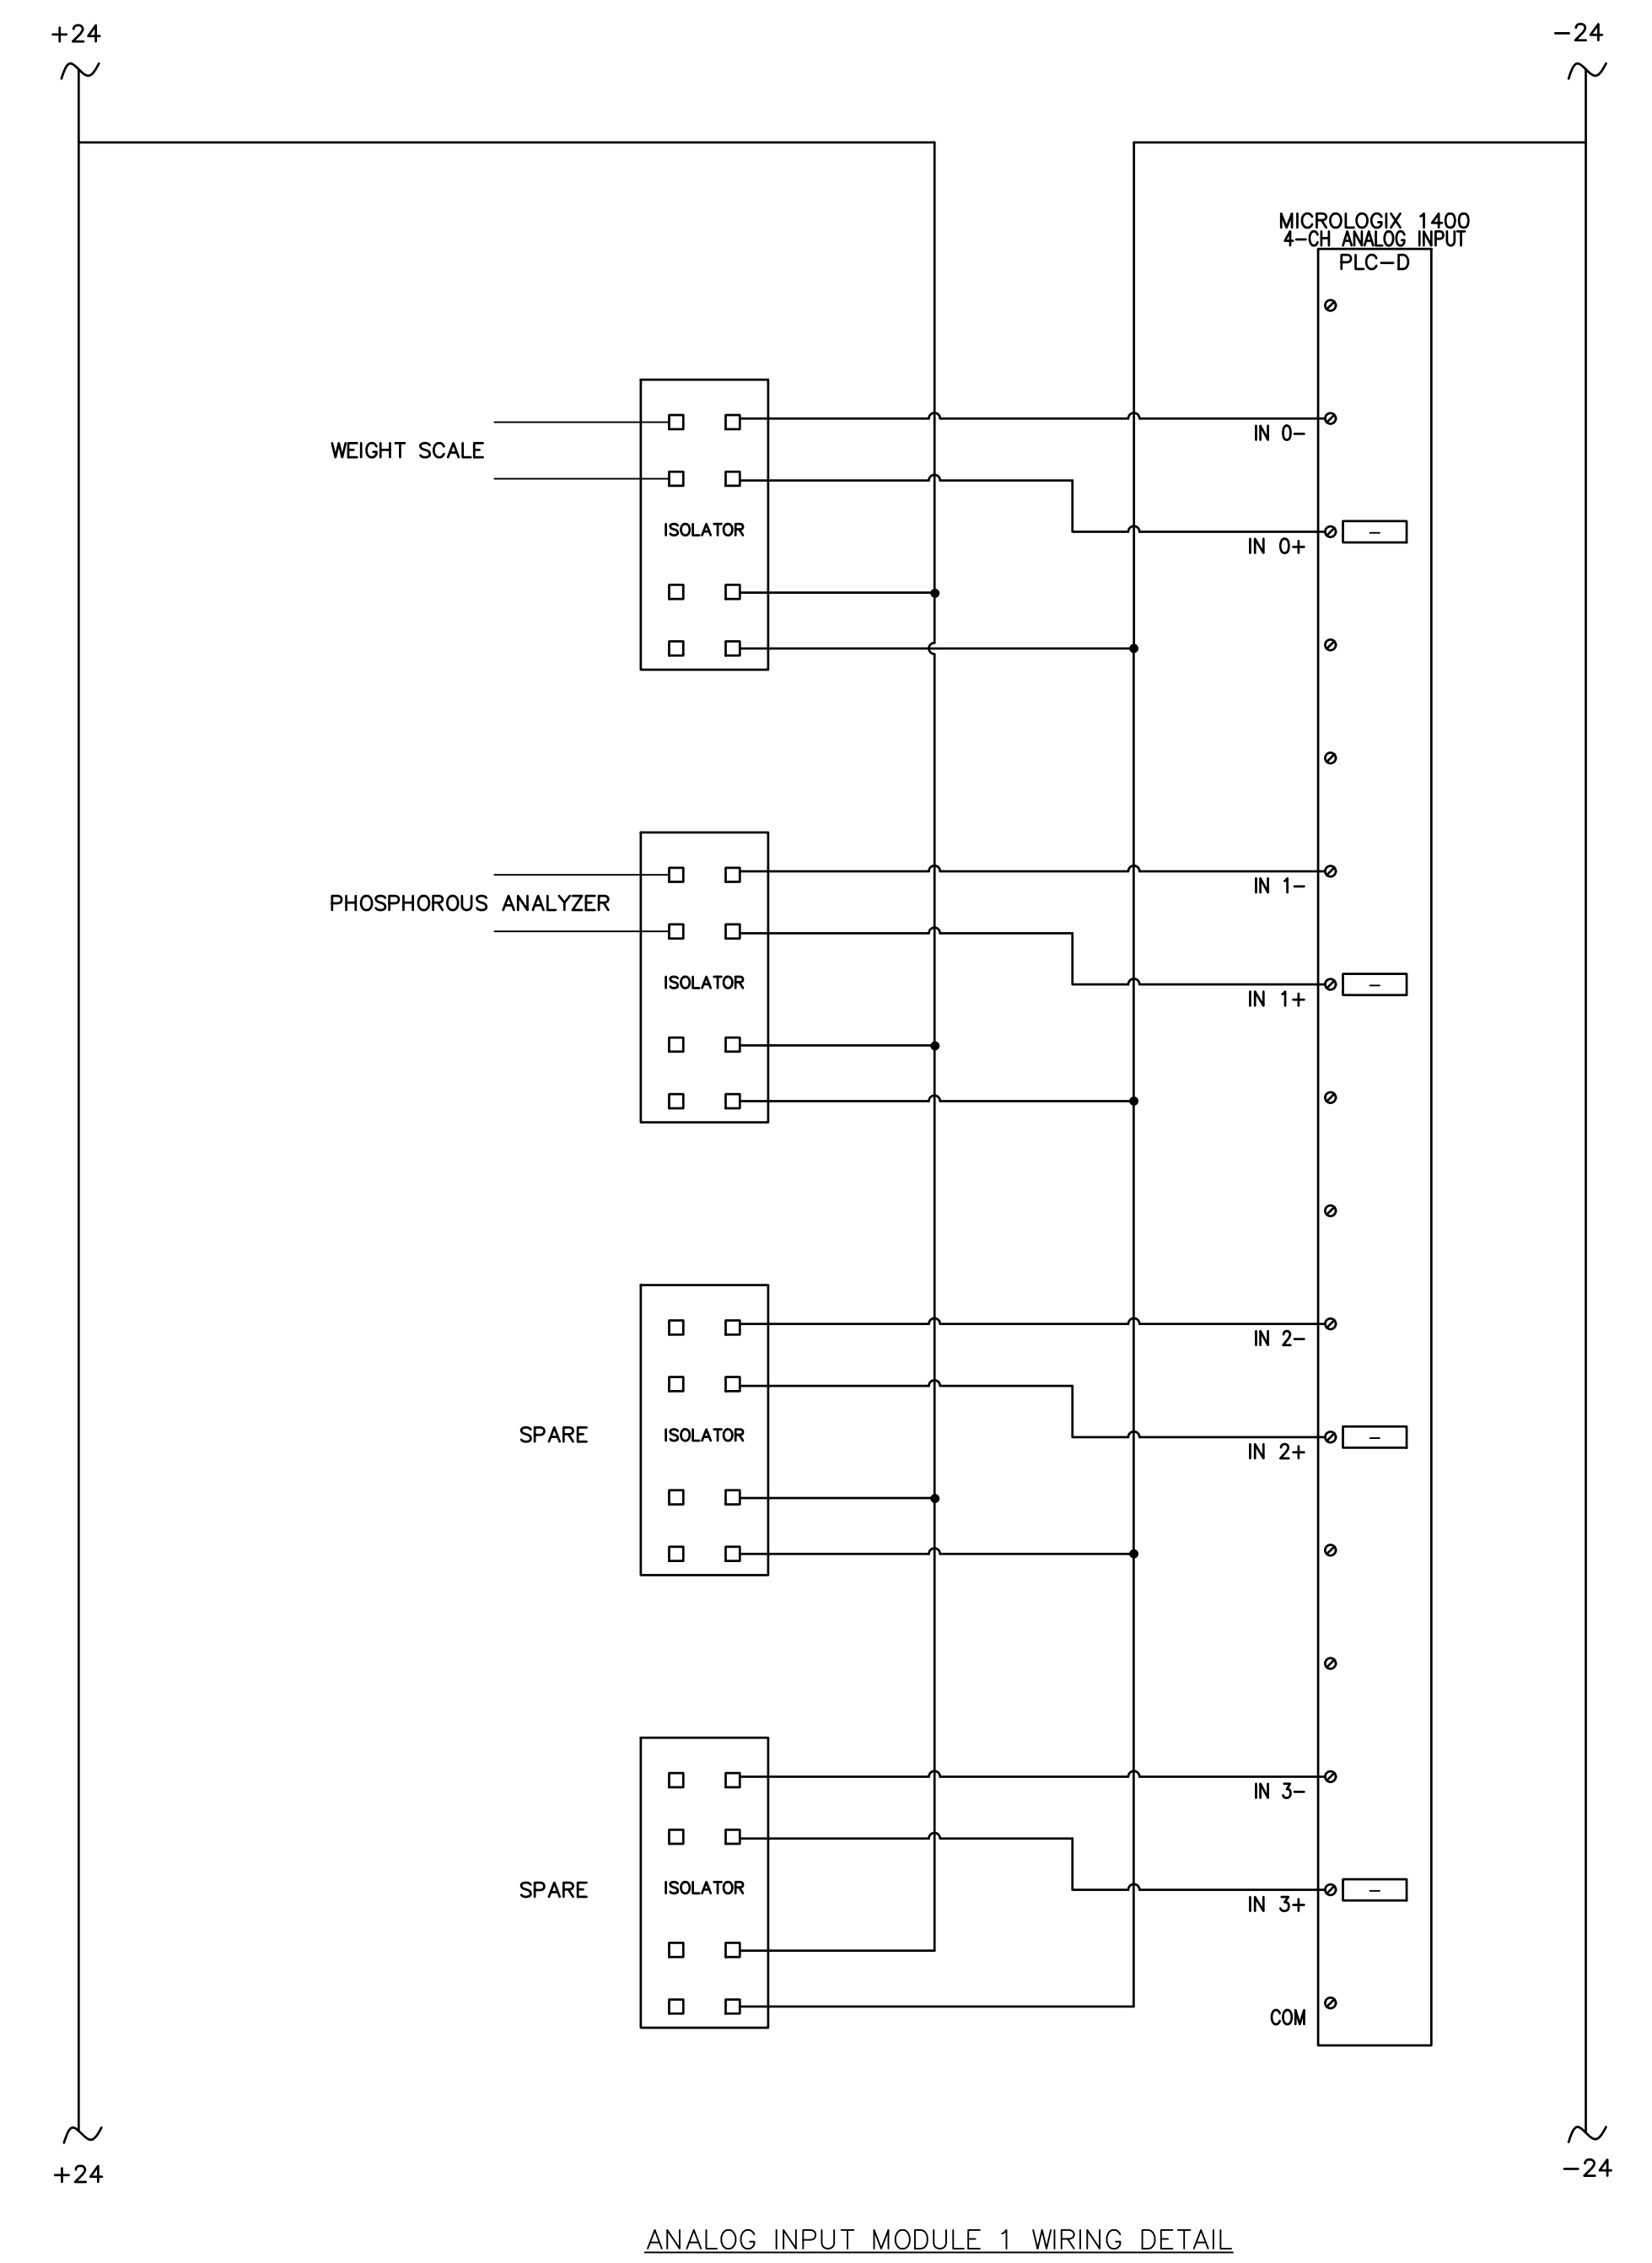 +24
-24
MICROLOGIX 1400
4-CH ANALOG INPUT
PLC-D
IN 0-
WEIGHT SCALE
ISOLATOR
-
IN 0+
IN 1-
PHOSPHOROUS ANALYZER
ISOLATOR
-
IN 1+
IN 2-
SPARE
ISOLATOR
-
IN 2+
IN 3-
SPARE
ISOLATOR
-
IN 3+
COM
+24
-24
ANALOG INPUT MODULE 1 WIRING DETAIL